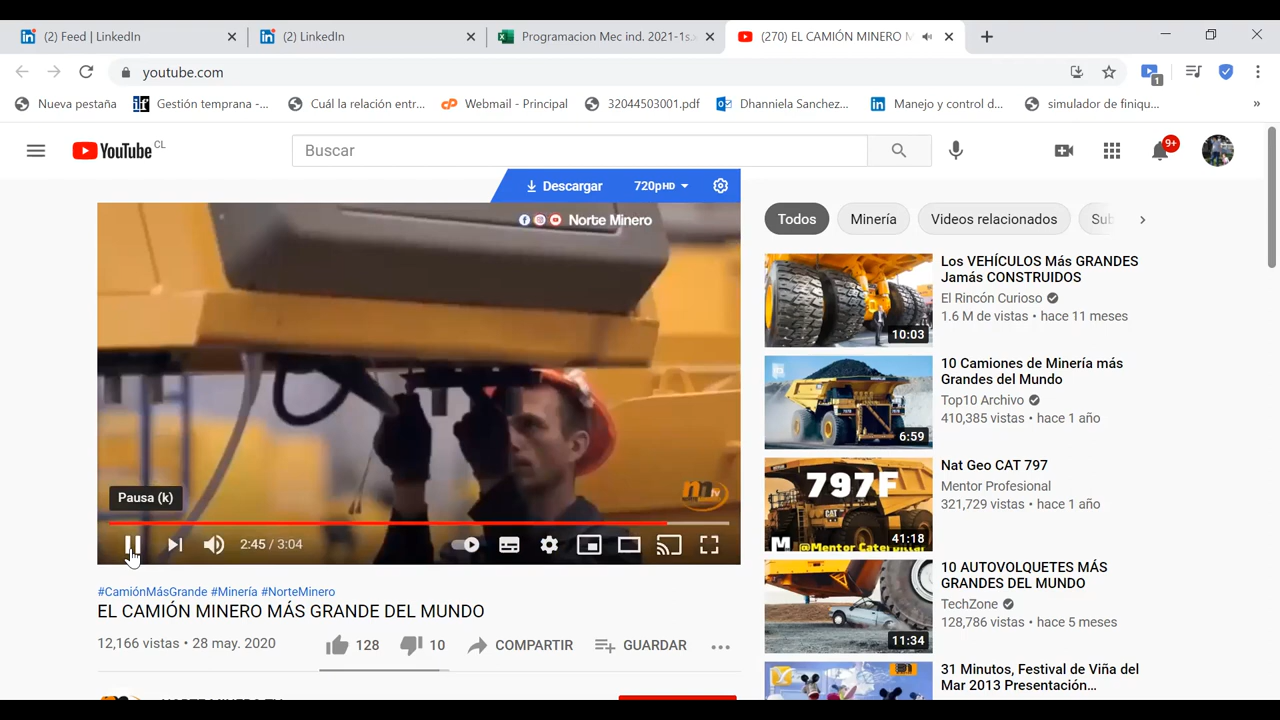 (2) Feed | LinkedIn
(2) LinkedIn
Programacion Mec ind. 2021-1s.x
(270) EL CAMIÓN MINERO M
youtube.com
1
Nueva pestaña
Gestión temprana -...
Cuál la relación entr...
Webmail - Principal
32044503001.pdf
Dhanniela Sanchez...
Manejo y control d...
simulador de finiqu...
»
YouTube CL
Buscar
9+
Descargar
720pHD
Norte Minero
Pausa (k)
2:45 / 3:04
#CamiónMásGrande #Minería #NorteMinero
EL CAMIÓN MINERO MÁS GRANDE DEL MUNDO
12,166 vistas • 28 may. 2020
128
10
COMPARTIR
GUARDAR
Todos
Minería
Videos relacionados
Sub
Los VEHÍCULOS Más GRANDES
Jamás CONSTRUIDOS
El Rincón Curioso
1.6 M de vistas • hace 11 meses
10:03
10 Camiones de Minería más
Grandes del Mundo
Top10 Archivo
410,385 vistas • hace 1 año
6:59
Nat Geo CAT 797
Mentor Profesional
321,729 vistas • hace 1 año
797F
41:18
10 AUTOVOLQUETES MÁS
GRANDES DEL MUNDO
TechZone
128,786 vistas • hace 5 meses
11:34
31 Minutos, Festival de Viña del
Mar 2013 Presentación...